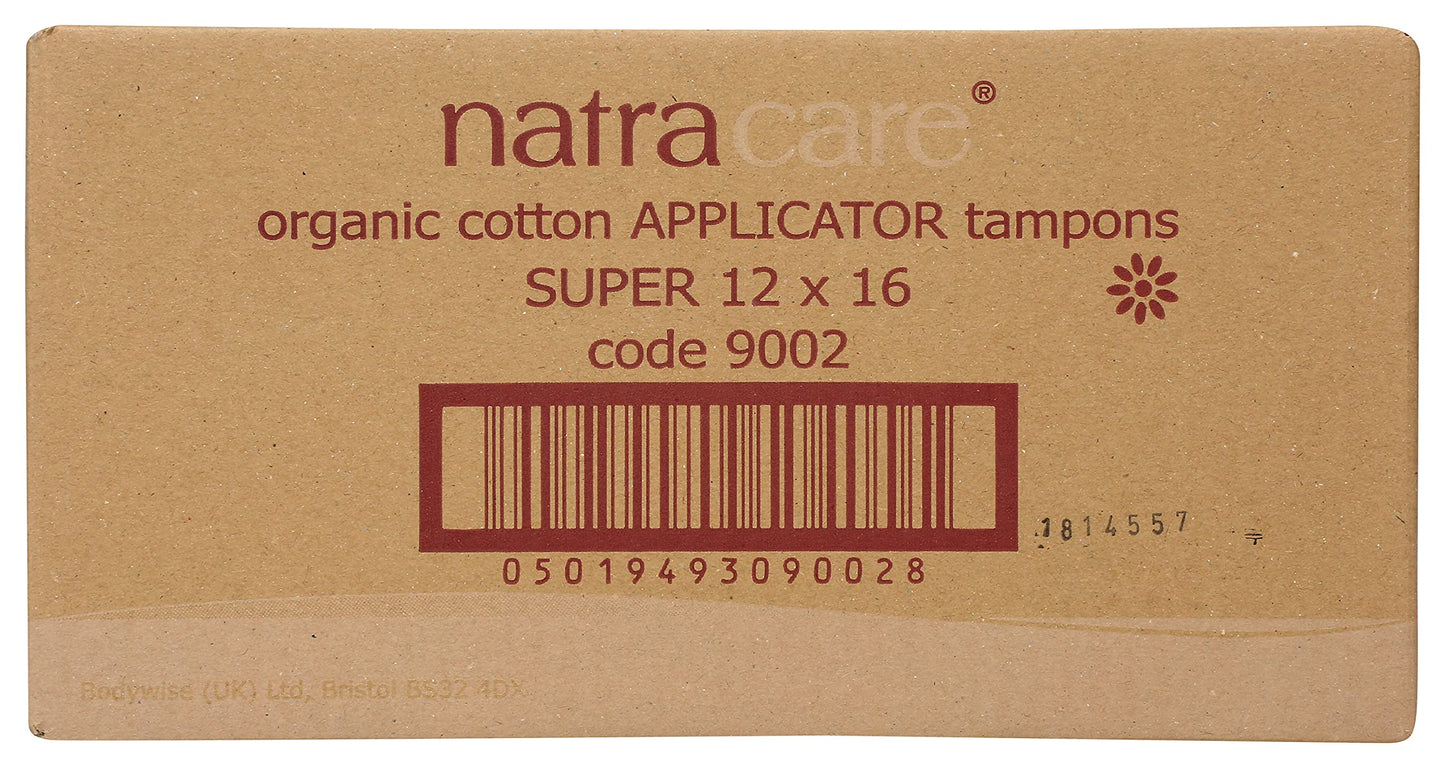 natracare®
organic cotton APPLICATOR tampons
SUPER 12 x 16
code 9002
1814557
05019493090028
Bodywise (UK) Ltd, Bristol BS32 4DX